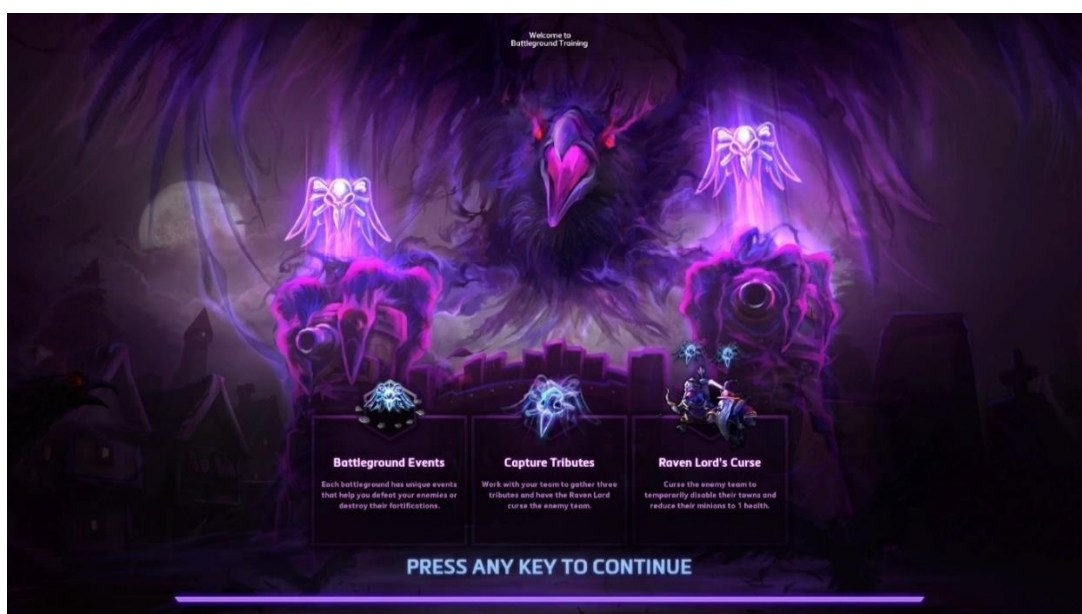 Welcome to
Battleground Training
Battleground Events
Each battleground has unique events
that help you defeat your enemies or
destroy their fortifications.
Capture Tributes
Work with your team to gather three
tributes and have the Raven Lord
curse the enemy team.
Raven Lord's Curse
Curse the enemy team to
temporarily disable their towns and
reduce their minions to 1 health.
PRESS ANY KEY TO CONTINUE